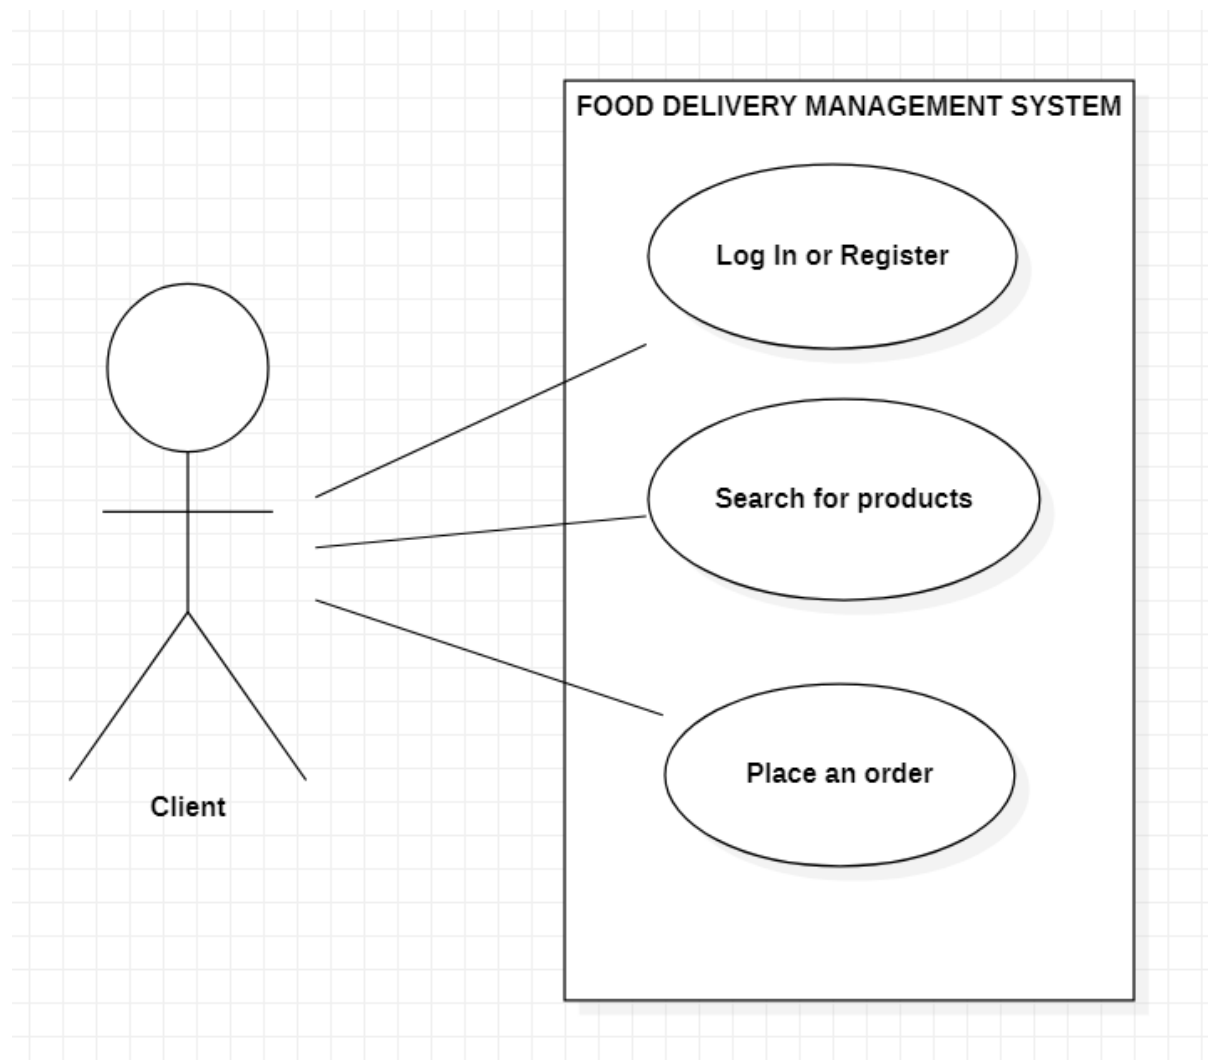 FOOD DELIVERY MANAGEMENT SYSTEM
Log In or Register
Search for products
Place an order
Client